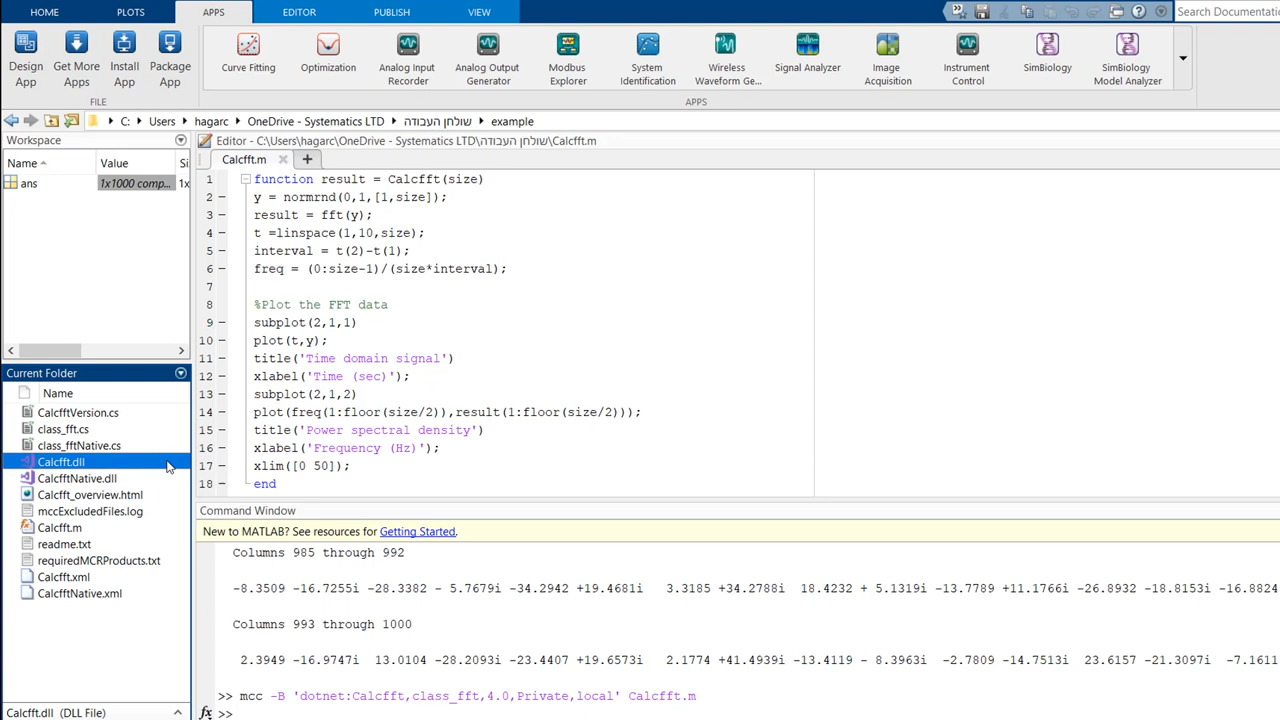 HOME PLOTS APPS EDITOR PUBLISH VIEW
Search Documentatio
Design App
Get More Apps
Install App
Package App
Curve Fitting
Optimization
Analog Input Recorder
Analog Output Generator
Modbus Explorer
System Identification
Wireless Waveform Ge...
Signal Analyzer
Image Acquisition
Instrument Control
SimBiology
SimBiology Model Analyzer
FILE
APPS
C: Users hagarc OneDrive - Systematics LTD שולחן העבודה example
Workspace
Name Value Si
ans 1x1000 comp... 1x
Current Folder
Name
CalcfftVersion.cs
class_fft.cs
class_fftNative.cs
Calcfft.dll
CalcfftNative.dll
Calcfft_overview.html
mccExcludedFiles.log
Calcfft.m
readme.txt
requiredMCRProducts.txt
Calcfft.xml
CalcfftNative.xml
Calcfft.dll (DLL File)
Editor - C:\Users\hagarc\OneDrive - Systematics LTD\שולחן העבודה\Calcfft.m
Calcfft.m
1 function result = Calcfft(size)
2 y = normrnd(0,1,[1,size]);
3 result = fft(y);
4 t =linspace(1,10,size);
5 interval = t(2)-t(1);
6 freq = (0:size-1)/(size*interval);
7
8 %Plot the FFT data
9 subplot(2,1,1)
10 plot(t,y);
11 title('Time domain signal')
12 xlabel('Time (sec)');
13 subplot(2,1,2)
14 plot(freq(1:floor(size/2)),result(1:floor(size/2)));
15 title('Power spectral density')
16 xlabel('Frequency (Hz)');
17 xlim([0 50]);
18 end
Command Window
New to MATLAB? See resources for Getting Started.
Columns 985 through 992
-8.3509 -16.7255i -28.3382 - 5.7679i -34.2942 +19.4681i 3.3185 +34.2788i 18.4232 + 5.1319i -13.7789 +11.1766i -26.8932 -18.8153i -16.8824
Columns 993 through 1000
2.3949 -16.9747i 13.0104 -28.2093i -23.4407 +19.6573i 2.1774 +41.4939i -13.4119 - 8.3963i -2.7809 -14.7513i 23.6157 -21.3097i -7.1611
>> mcc -B 'dotnet:Calcfft,class_fft,4.0,Private,local' Calcfft.m
fx >>